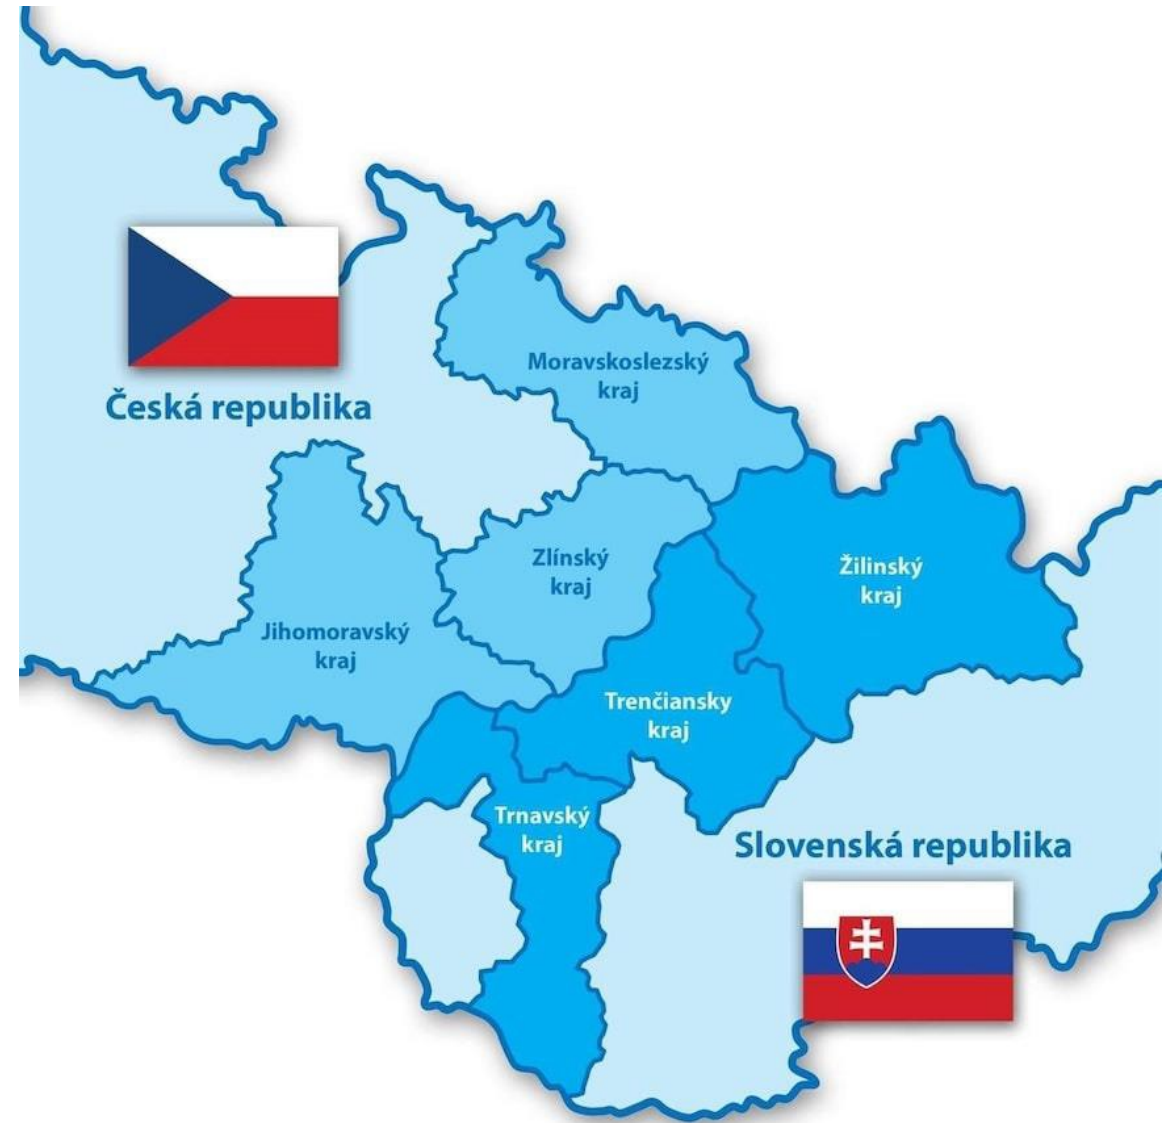 Moravskoslezský
kraj
Česká republika
Zlínský
kraj
Žilinský
kraj
Jihomoravský
kraj
Trenčiansky
kraj
Trnavský
kraj
Slovenská republika